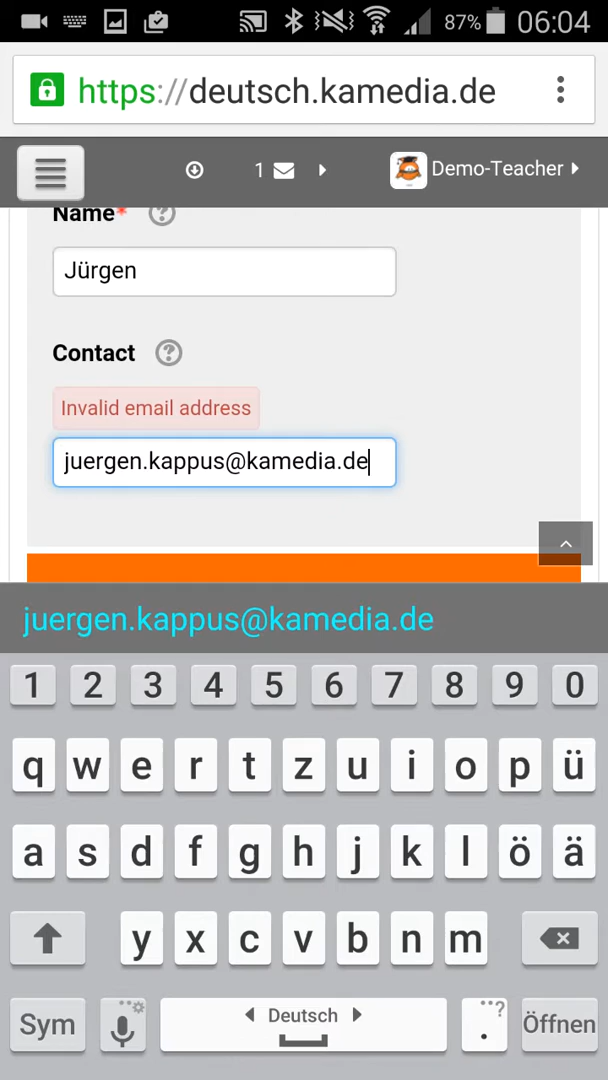 87% 06:04
https://deutsch.kamedia.de
1 Demo-Teacher
Name* ?
Jürgen
Contact ?
Invalid email address
juergen.kappus@kamedia.de
juergen.kappus@kamedia.de
1 2 3 4 5 6 7 8 9 0
q w e r t z u i o p ü
a s d f g h j k l ö ä
y x c v b n m
Sym Deutsch . ? Öffnen